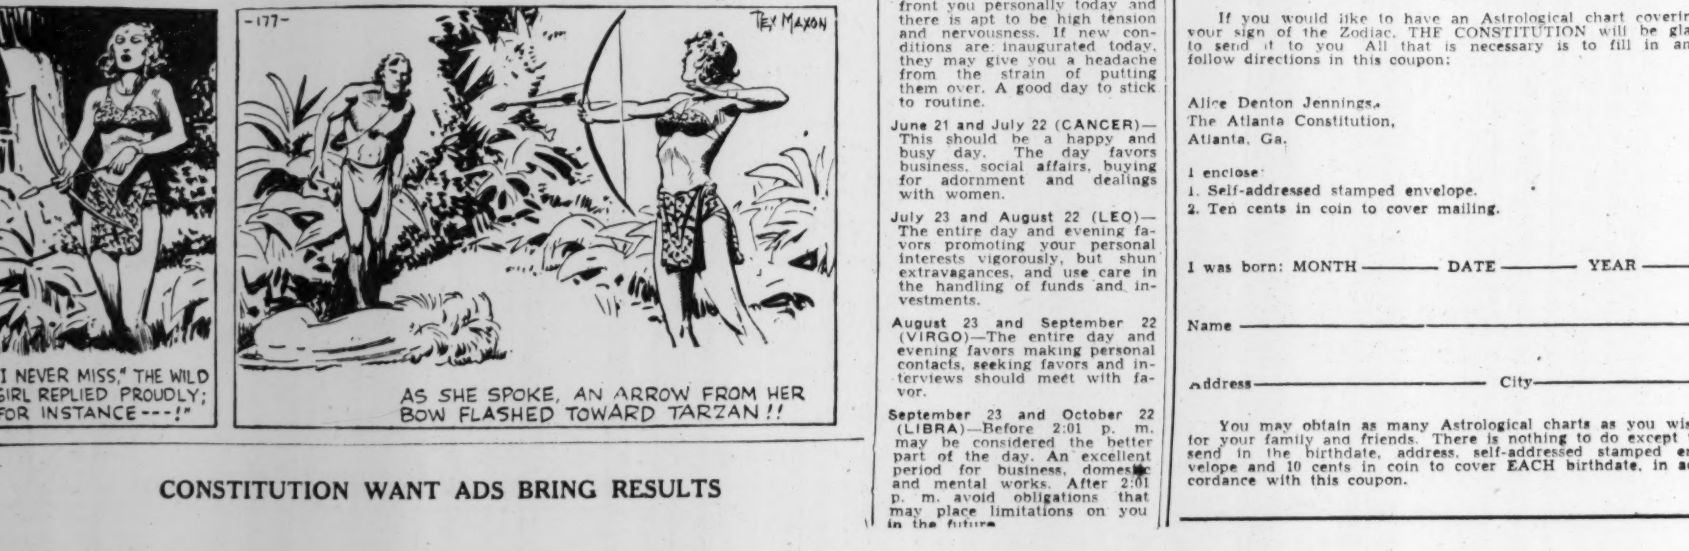 -177-
TEX MAXON
I NEVER MISS," THE WILD
GIRL REPLIED PROUDLY;
FOR INSTANCE---!"
AS SHE SPOKE, AN ARROW FROM HER
BOW FLASHED TOWARD TARZAN!!
CONSTITUTION WANT ADS BRING RESULTS
front you personally today and
there is apt to be high tension
and nervousness. If new con-
ditions are inaugurated today,
they may give you a headache
from the strain of putting
them over. A good day to stick
to routine.
June 21 and July 22 (CANCER)—
This should be a happy and
busy day. The day favors
business, social affairs, buying
for adornment and dealings
with women.
July 23 and August 22 (LEO)—
The entire day and evening fa-
vors promoting your personal
interests vigorously, but shun
extravagances, and use care in
the handling of funds and in-
vestments.
August 23 and September 22
(VIRGO)—The entire day and
evening favors making personal
contacts, seeking favors and in-
terviews should meet with fa-
vor.
September 23 and October 22
(LIBRA)—Before 2:01 p. m.
may be considered the better
part of the day. An excellent
period for business, domestic
and mental works. After 2:01
p. m. avoid obligations that
may place limitations on you
in the future
If you would like to have an Astrological chart coverin
your sign of the Zodiac, THE CONSTITUTION will be gla
to send it to you All that is necessary is to fill in an
follow directions in this coupon:
Alice Denton Jennings,
The Atlanta Constitution,
Atlanta, Ga.
I enclose:
1. Self-addressed stamped envelope.
2. Ten cents in coin to cover mailing.
I was born: MONTH DATE YEAR
Name
Address City
You may obtain as many Astrological charts as you wis
for your family and friends. There is nothing to do except
send in the birthdate, address, self-addressed stamped en
velope and 10 cents in coin to cover EACH birthdate, in ac
cordance with this coupon.